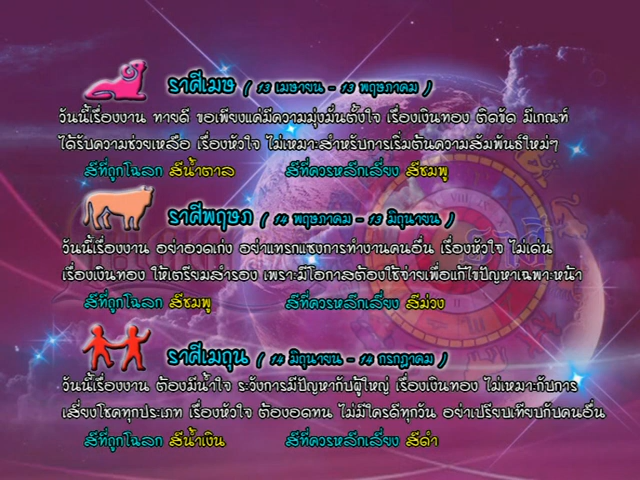 ราศีเมษ ( 13 เมษายน - 13 พฤษภาคม )
วันนี้เรื่องงาน ทายดี ขอเพียงแค่มีความมุ่งมั่นตั้งใจ เรื่องเงินทอง ติดขัด มีเกณฑ์
ได้รับความช่วยเหลือ เรื่องหัวใจ ไม่เหมาะสำหรับการเริ่มต้นความสัมพันธ์ใหม่ๆ
สีที่ถูกโฉลก สีน้ำตาล สีที่ควรหลีกเลี่ยง สีชมพู
ราศีพฤษภ ( 14 พฤษภาคม - 13 มิถุนายน )
วันนี้เรื่องงาน อย่าอวดเก่ง อย่าแทรกแซงการทำงานคนอื่น เรื่องหัวใจ ไม่เด่น
เรื่องเงินทอง ให้เตรียมสำรอง เพราะมีโอกาสต้องใช้จ่ายเพื่อแก้ไขปัญหาเฉพาะหน้า
สีที่ถูกโฉลก สีชมพู สีที่ควรหลีกเลี่ยง สีม่วง
ราศีเมถุน ( 14 มิถุนายน - 14 กรกฎาคม )
วันนี้เรื่องงาน ต้องมีน้ำใจ ระวังการมีปัญหากับผู้ใหญ่ เรื่องเงินทอง ไม่เหมาะกับการ
เสี่ยงโชคทุกประเภท เรื่องหัวใจ ต้องอดทน ไม่มีใครดีทุกวัน อย่าเปรียบเทียบกับคนอื่น
สีที่ถูกโฉลก สีน้ำเงิน สีที่ควรหลีกเลี่ยง สีดำ